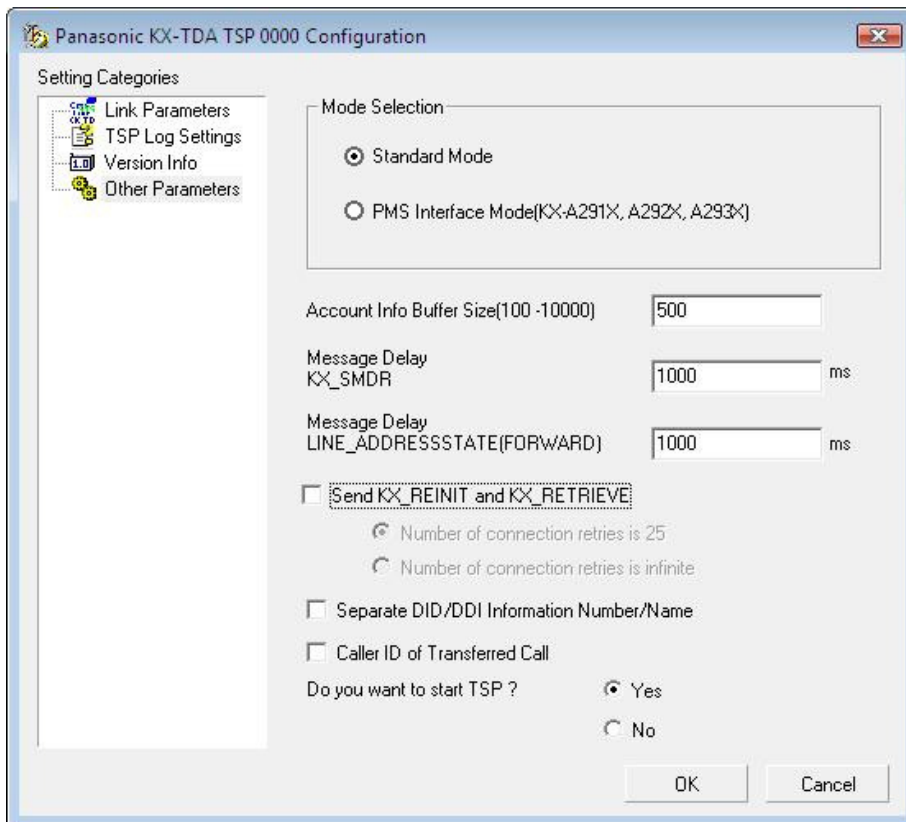 Panasonic KX-TDA TSP 0000 Configuration
Setting Categories
Link Parameters
TSP Log Settings
Version Info
Other Parameters
Mode Selection
Standard Mode
PMS Interface Mode(KX-A291X, A292X, A293X)
Account Info Buffer Size(100 -10000)
500
Message Delay
KX_SMDR
1000
ms
Message Delay
LINE_ADDRESSSTATE(FORWARD)
1000
ms
Send KX_REINIT and KX_RETRIEVE
Number of connection retries is 25
Number of connection retries is infinite
Separate DID/DDI Information Number/Name
Caller ID of Transferred Call
Do you want to start TSP ?
Yes
No
OK
Cancel